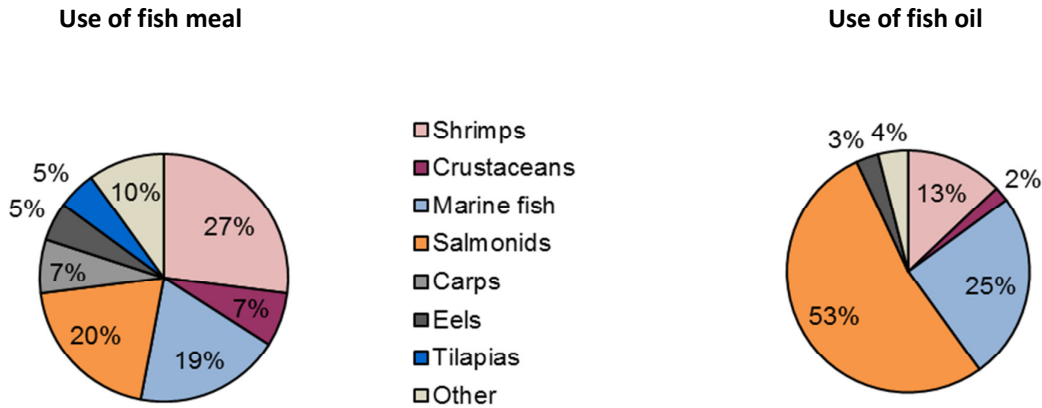 Use of fish meal
Use of fish oil
5%
5%
10%
27%
7%
7%
20%
19%
Shrimps
Crustaceans
Marine fish
Salmonids
Carps
Eels
Tilapias
Other
3%
4%
13%
2%
25%
53%